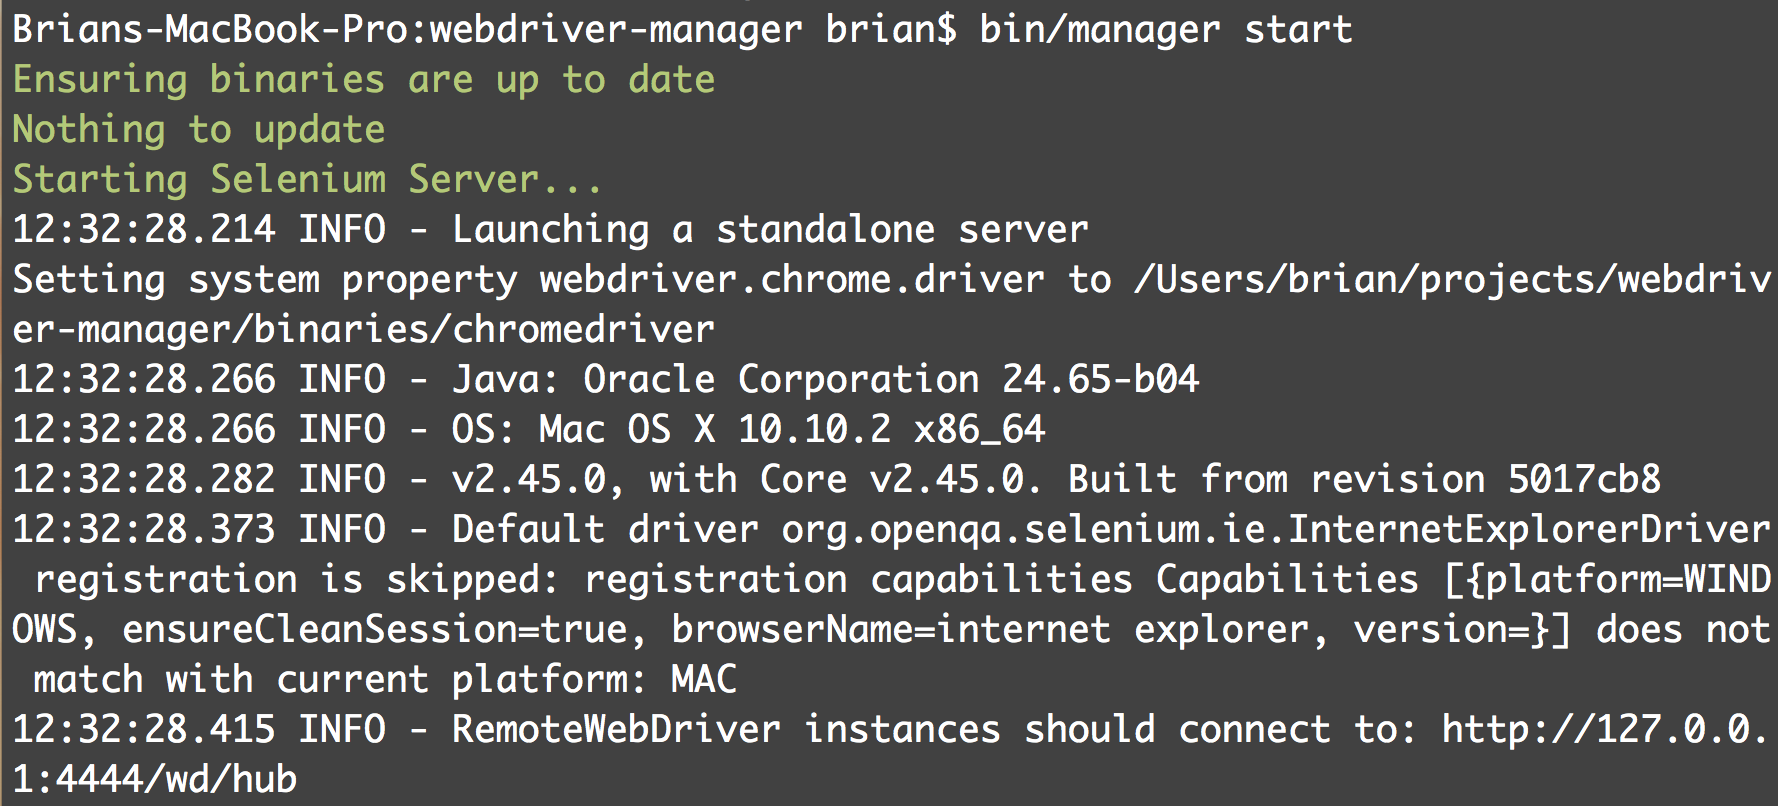 Brians-MacBook-Pro:webdriver-manager brian$ bin/manager start
Ensuring binaries are up to date
Nothing to update
Starting Selenium Server...
12:32:28.214 INFO - Launching a standalone server
Setting system property webdriver.chrome.driver to /Users/brian/projects/webdriv
er-manager/binaries/chromedriver
12:32:28.266 INFO - Java: Oracle Corporation 24.65-b04
12:32:28.266 INFO - OS: Mac OS X 10.10.2 x86_64
12:32:28.282 INFO - v2.45.0, with Core v2.45.0. Built from revision 5017cb8
12:32:28.373 INFO - Default driver org.openqa.selenium.ie.InternetExplorerDriver
 registration is skipped: registration capabilities Capabilities [{platform=WIND
OWS, ensureCleanSession=true, browserName=internet explorer, version=}] does not
 match with current platform: MAC
12:32:28.415 INFO - RemoteWebDriver instances should connect to: http://127.0.0.
1:4444/wd/hub